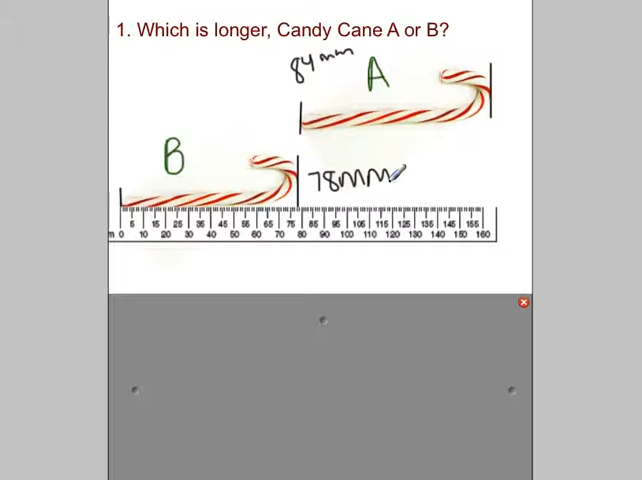 1. Which is longer, Candy Cane A or B?
84mm
A
B
78mm
5 15 25 35 45 55 65 75 85 95 105 115 125 135 145 155
m 0 10 20 30 40 50 60 70 80 90 100 110 120 130 140 150 160